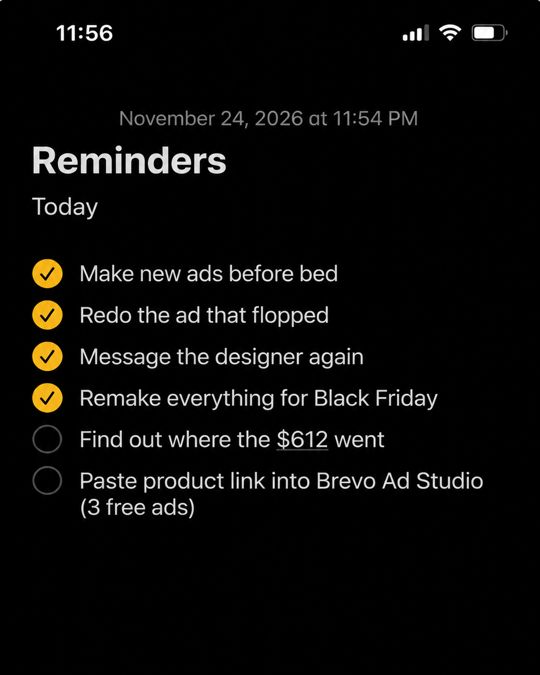 11:56
November 24, 2026 at 11:54 PM
Reminders
Today
Make new ads before bed
Redo the ad that flopped
Message the designer again
Remake everything for Black Friday
Find out where the $612 went
Paste product link into Brevo Ad Studio
(3 free ads)